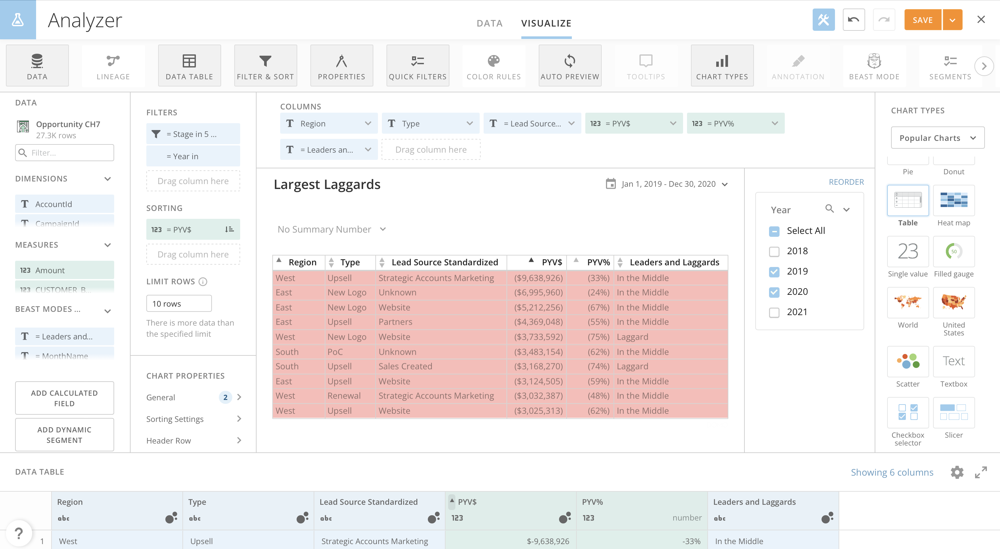 Analyzer
DATA
VISUALIZE
SAVE
DATA
LINEAGE
DATA TABLE
FILTER & SORT
PROPERTIES
QUICK FILTERS
COLOR RULES
AUTO PREVIEW
TOOLTIPS
CHART TYPES
ANNOTATION
BEAST MODE
SEGMENTS
DATA
Opportunity CH7
27.3K rows
Filter...
DIMENSIONS
T AccountId
T CampaignId
MEASURES
123 Amount
123 CUSTOMER_B...
BEAST MODES ...
T = Leaders and...
T = MonthName
ADD CALCULATED
FIELD
ADD DYNAMIC
SEGMENT
FILTERS
= Stage in 5 ...
= Year in
Drag column here
SORTING
123 = PYV$
Drag column here
LIMIT ROWS
10 rows
There is more data than
the specified limit
CHART PROPERTIES
General 2
Sorting Settings
Header Row
COLUMNS
T Region
T Type
T = Lead Source...
123 = PYV$
123 = PYV%
T = Leaders an...
Drag column here
Largest Laggards
Jan 1, 2019 - Dec 30, 2020
No Summary Number
Region Type Lead Source Standardized PYV$ PYV% Leaders and Laggards
West Upsell Strategic Accounts Marketing ($9,638,926) (33%) In the Middle
East New Logo Unknown ($6,995,960) (24%) In the Middle
East New Logo Website ($5,212,256) (67%) In the Middle
East Upsell Partners ($4,369,048) (55%) In the Middle
West New Logo Website ($3,733,592) (75%) Laggard
South PoC Unknown ($3,483,154) (62%) In the Middle
South Upsell Sales Created ($3,168,270) (74%) Laggard
East Upsell Website ($3,124,505) (59%) In the Middle
West Renewal Strategic Accounts Marketing ($3,032,387) (48%) In the Middle
West Upsell Website ($3,025,313) (62%) In the Middle
REORDER
Year
Select All
2018
2019
2020
2021
CHART TYPES
Popular Charts
Pie Donut
Table Heat map
23 50
Single value Filled gauge
World United
States
Text
Scatter Textbox
Checkbox
selector
Slicer
DATA TABLE
Showing 6 columns
Region Type Lead Source Standardized PYV$ PYV% Leaders and Laggards
abc abc abc 123 123 number abc
1 West Upsell Strategic Accounts Marketing $-9,638,926 -33% In the Middle
?